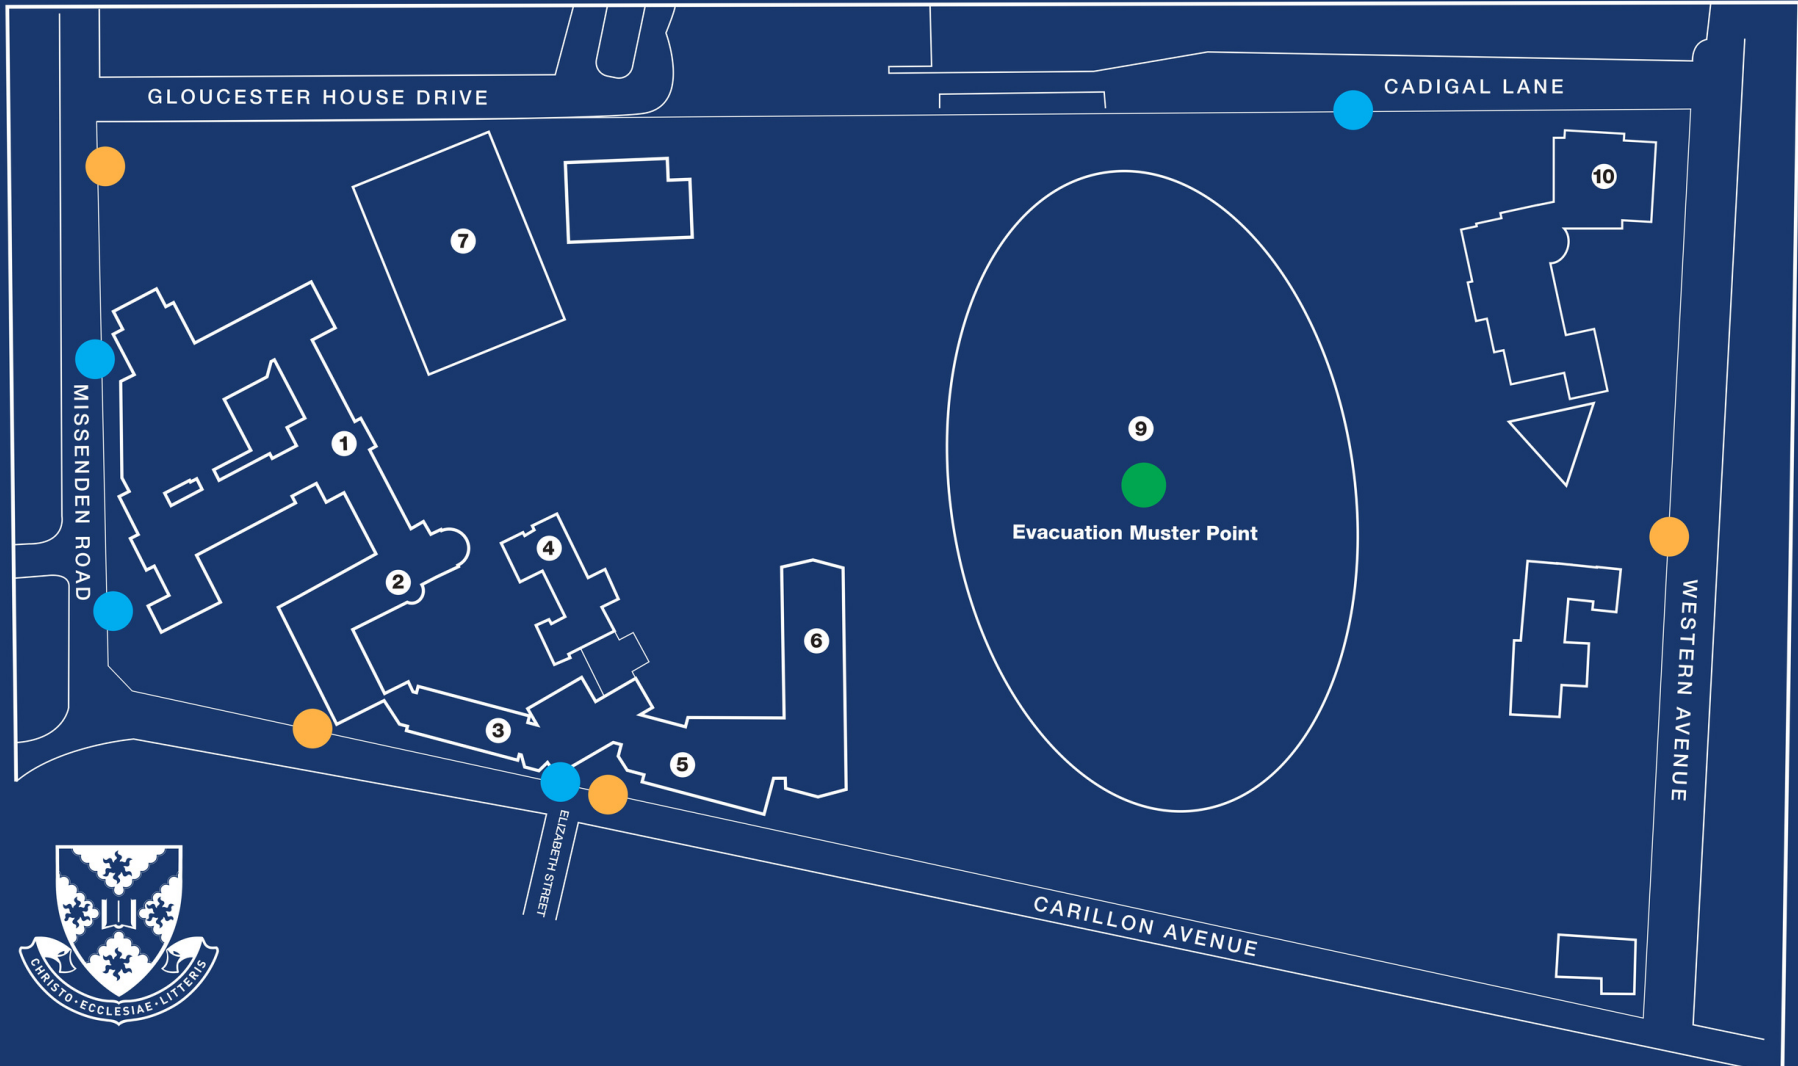 GLOUCESTER HOUSE DRIVE
CADIGAL LANE
10
7
MISSENDEN ROAD
1
9
Evacuation Muster Point
4
2
6
WESTERN AVENUE
3
5
ELIZABETH STREET
CARILLON AVENUE
CHRISTO·ECCLESIAE·LITTERIS